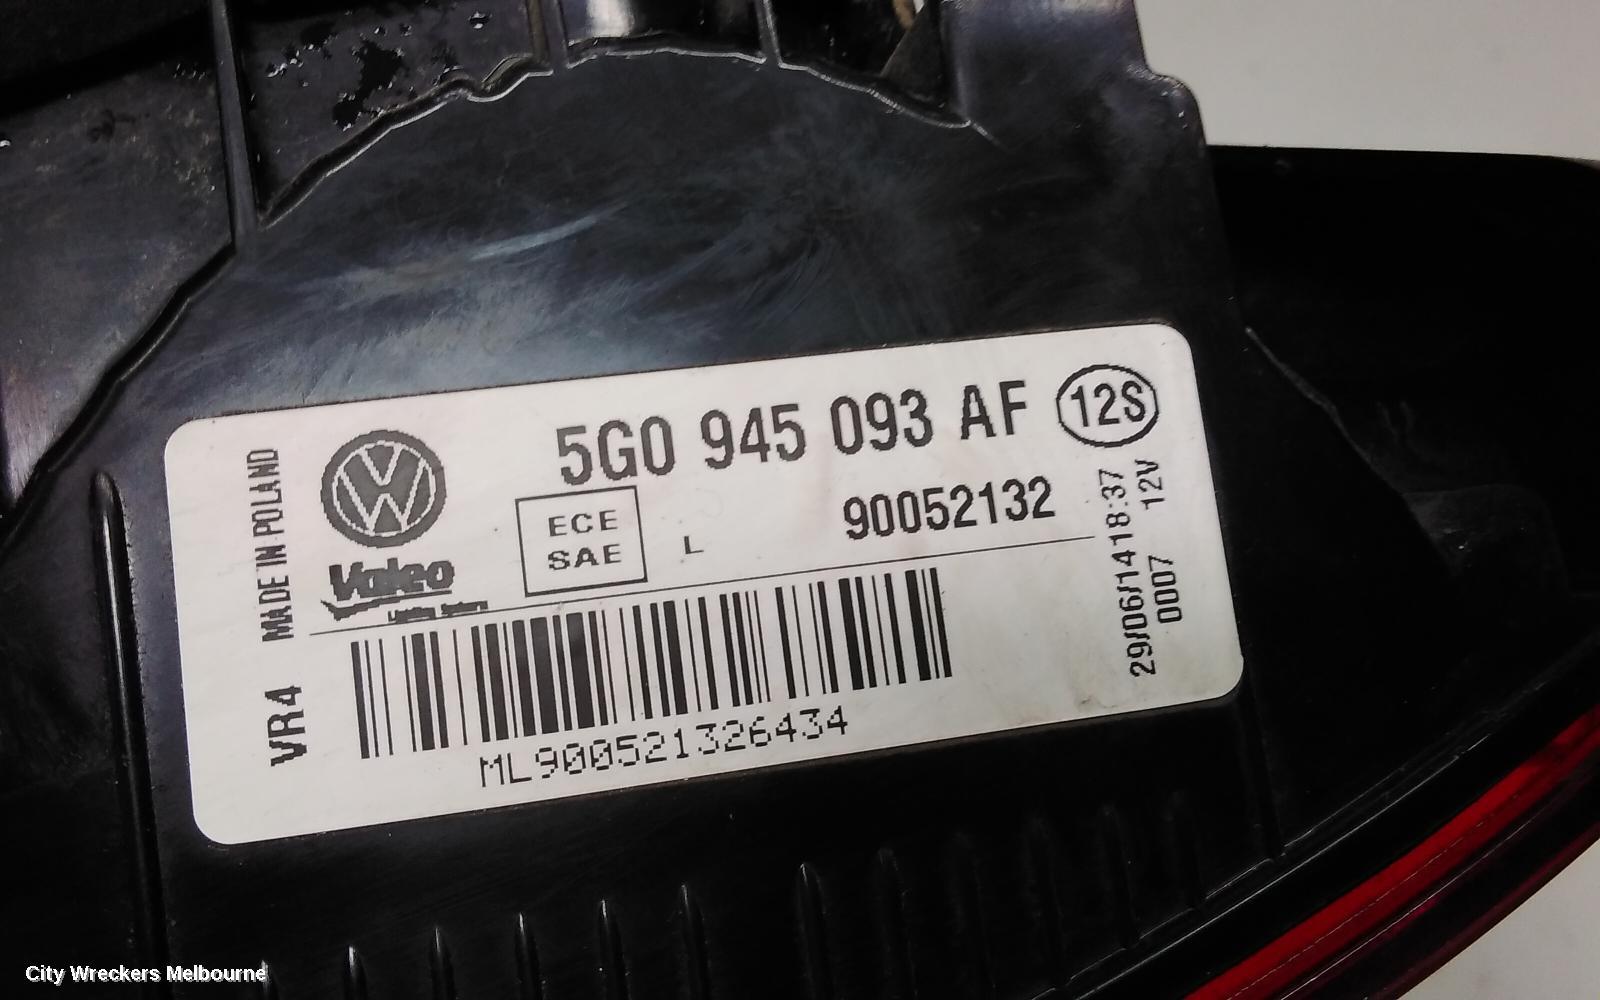 5G0 945 093 AF 12S
MADE IN POLAND
Valeo
ECE
SAE
L
90052132
29/06/14 18:37
0007 12V
VR4
ML900521326434
City Wreckers Melbourne